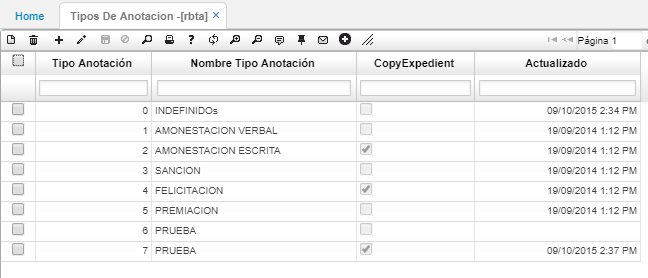 Home Tipos De Anotacion -[rbta] ×
Página 1
Tipo Anotación Nombre Tipo Anotación CopyExpedient Actualizado
0 INDEFINIDOs 09/10/2015 2:34 PM
1 AMONESTACION VERBAL 19/09/2014 1:12 PM
2 AMONESTACION ESCRITA 19/09/2014 1:12 PM
3 SANCION 19/09/2014 1:12 PM
4 FELICITACION 19/09/2014 1:12 PM
5 PREMIACION 19/09/2014 1:12 PM
6 PRUEBA
7 PRUEBA 09/10/2015 2:37 PM